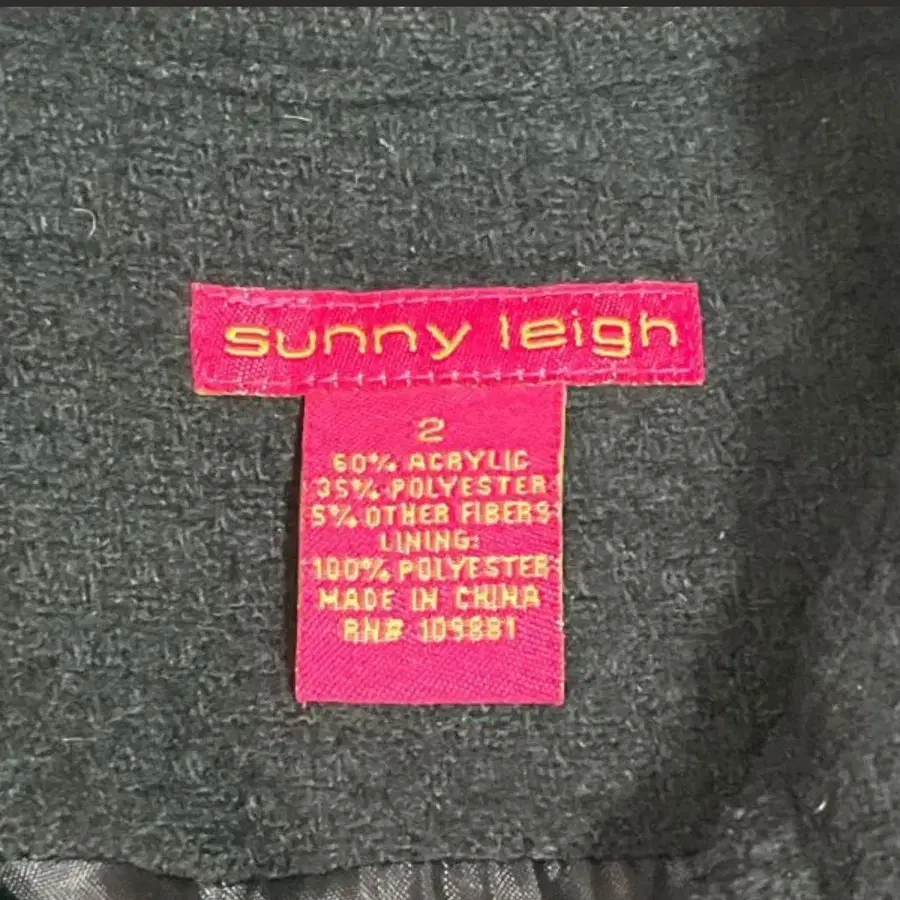 sunny leigh
2
60% ACRYLIC
35% POLYESTER
5% OTHER FIBERS
LINING:
100% POLYESTER
MADE IN CHINA
RN# 109881